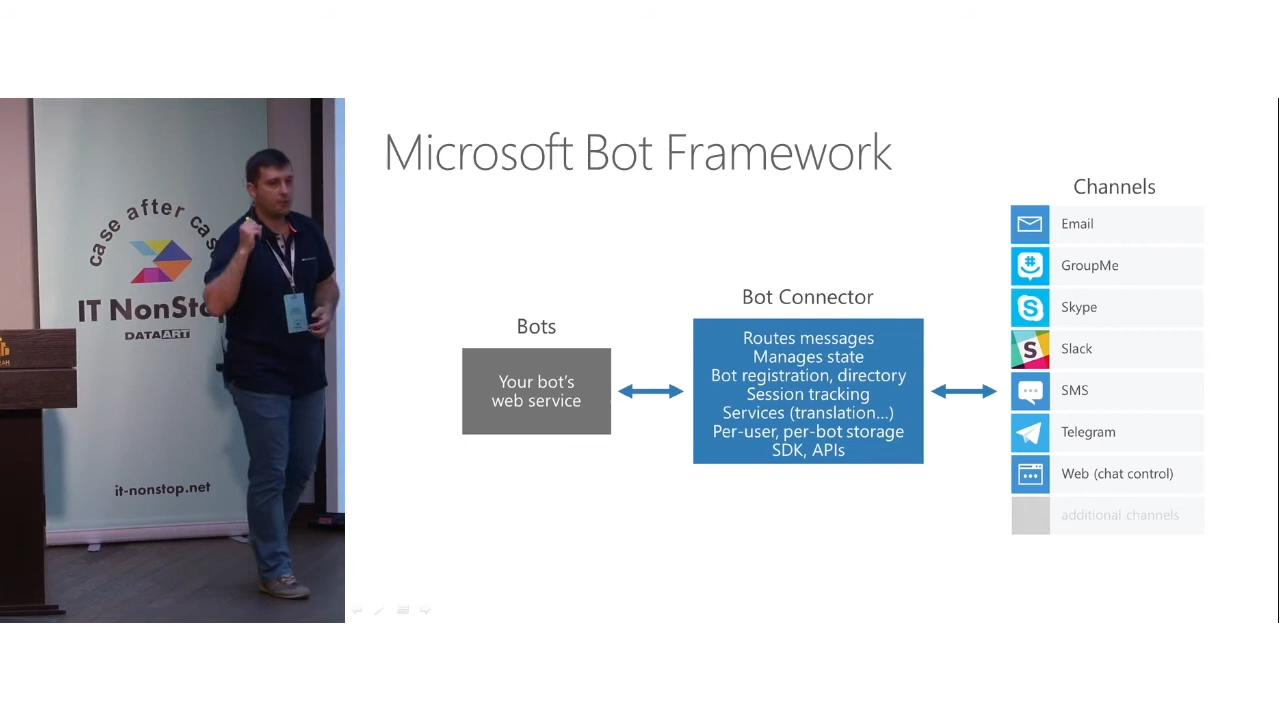 case after cas
IT NonSto
DATAART
it-nonstop.net
Microsoft Bot Framework
Bots
Your bot's
web service
Bot Connector
Routes messages
Manages state
Bot registration, directory
Session tracking
Services (translation...)
Per-user, per-bot storage
SDK, APIs
Channels
Email
GroupMe
Skype
Slack
SMS
Telegram
Web (chat control)
additional channels